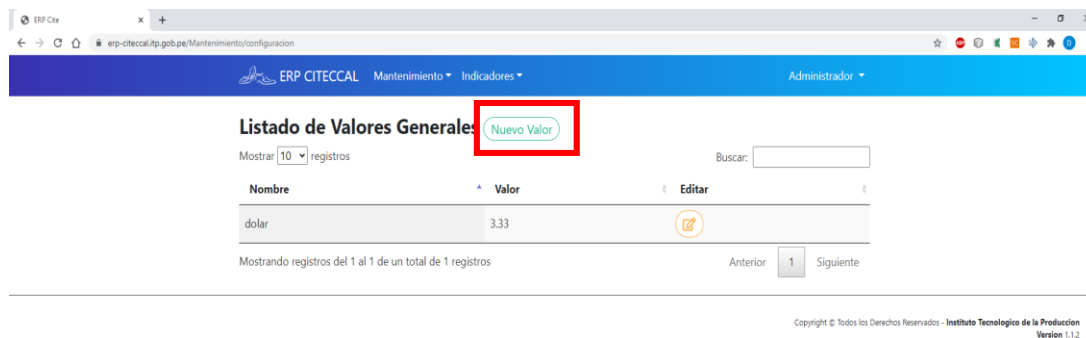 ERP Cite
erp-citeccal.itp.gob.pe/Mantenimiento/configuracion
ERP CITECCAL Mantenimiento Indicadores Administrador
Listado de Valores Generales Nuevo Valor
Mostrar 10 registros Buscar:
Nombre Valor Editar
dolar 3.33
Mostrando registros del 1 al 1 de un total de 1 registros Anterior 1 Siguiente
Copyright © Todos los Derechos Reservados - Instituto Tecnologico de la Produccion
Version 1.1.2